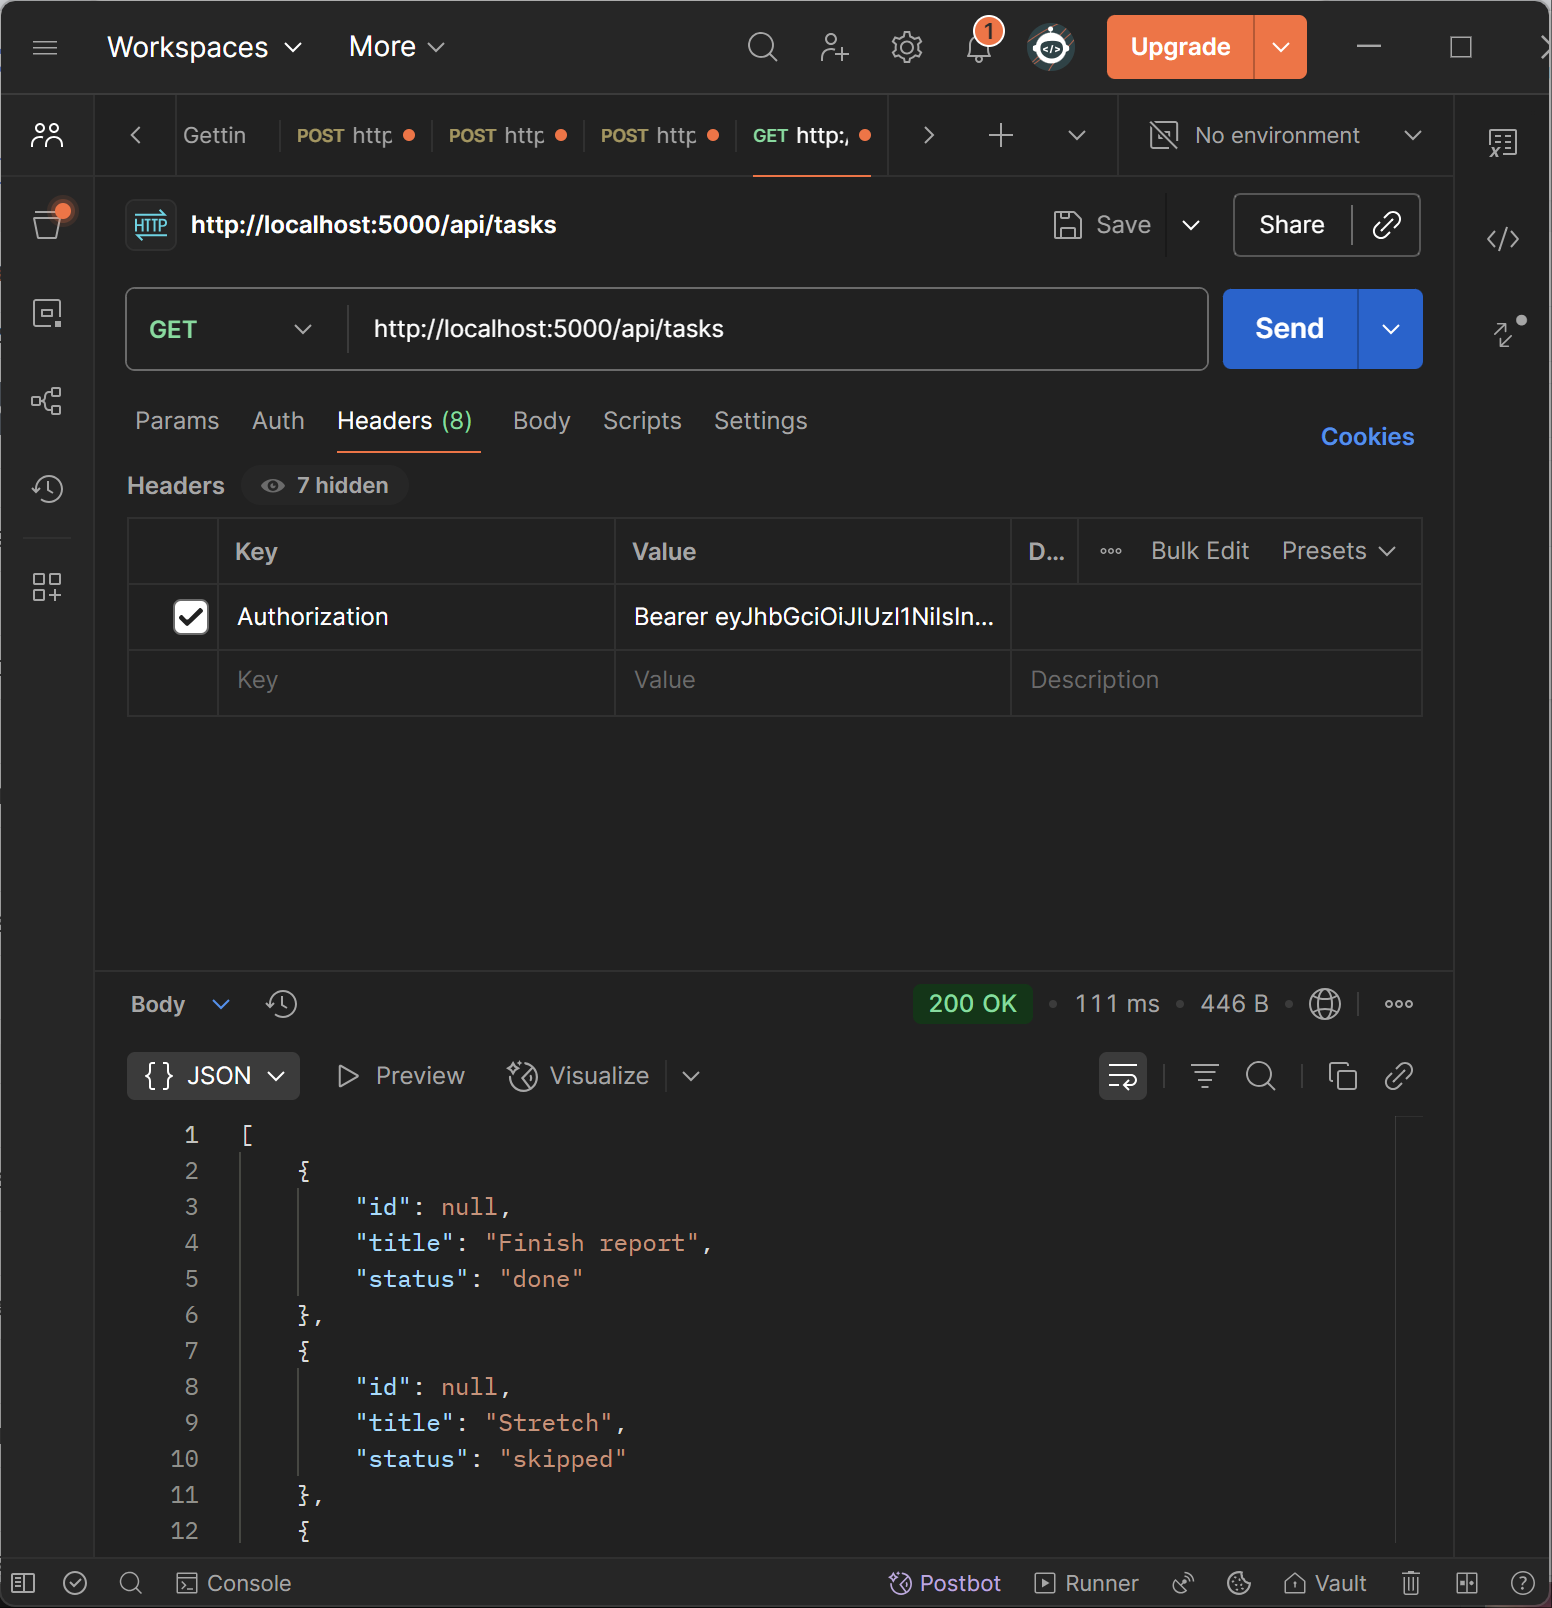 Workspaces More 1 Upgrade
Gettin POST http POST http POST http GET http:/ No environment
HTTP http://localhost:5000/api/tasks Save Share
GET http://localhost:5000/api/tasks Send
Params Auth Headers (8) Body Scripts Settings
Cookies
Headers 7 hidden
Key Value D... Bulk Edit Presets
Authorization Bearer eyJhbGciOiJIUzI1NiIsIn...
Key Value Description
Body 200 OK 111 ms 446 B
{} JSON Preview Visualize
1 [
2 {
3 "id": null,
4 "title": "Finish report",
5 "status": "done"
6 },
7 {
8 "id": null,
9 "title": "Stretch",
10 "status": "skipped"
11 },
12 {
Console Postbot Runner Vault